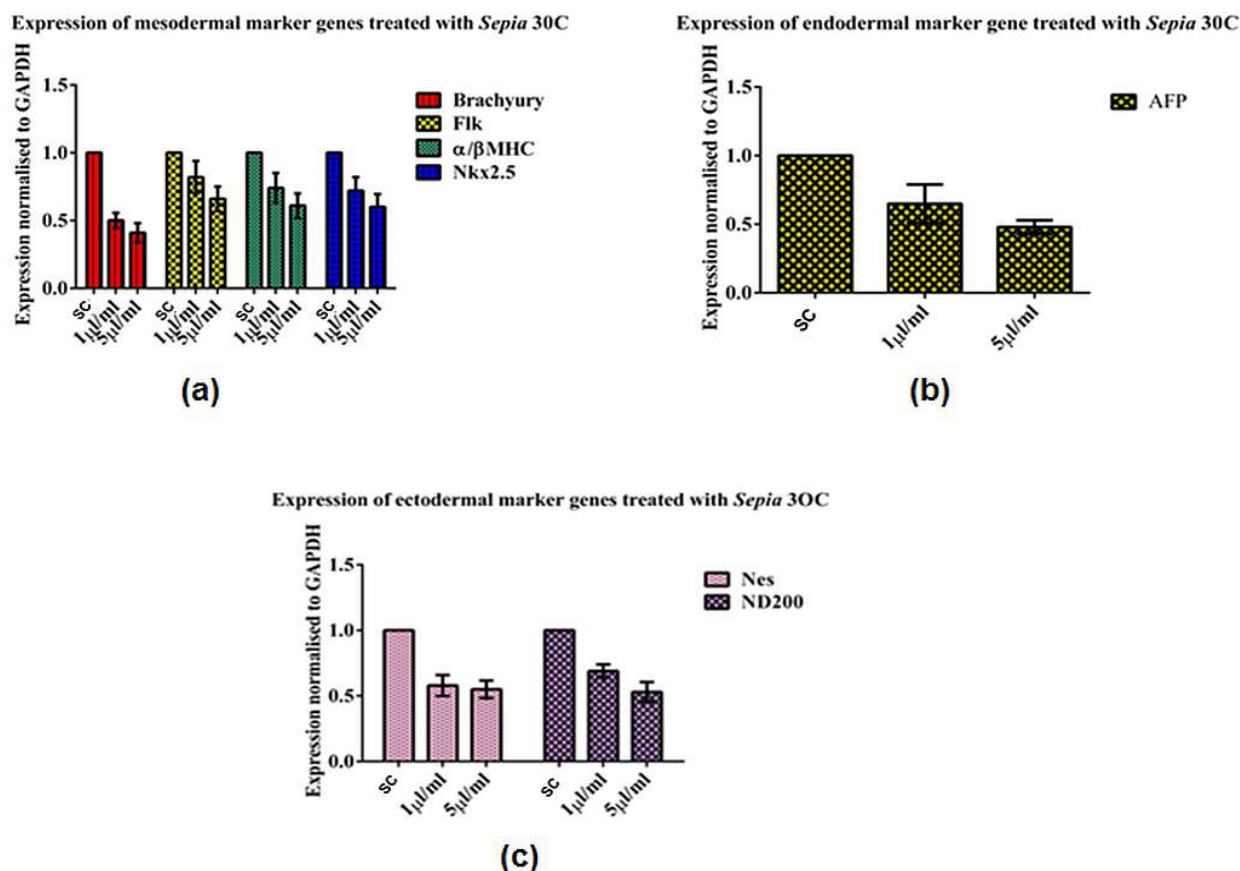 Expression of mesodermal marker genes treated with Sepia 30C
Expression normalised to GAPDH
1.5
1.0
0.5
0.0
SC
1µl/ml
5µl/ml
SC
1µl/ml
5µl/ml
SC
1µl/ml
5µl/ml
SC
1µl/ml
5µl/ml
Brachyury
Flk
α/βMHC
Nkx2.5
(a)
Expression of endodermal marker gene treated with Sepia 30C
Expression normalised to GAPDH
1.5
1.0
0.5
0.0
SC
1µl/ml
5µl/ml
AFP
(b)
Expression of ectodermal marker genes treated with Sepia 3OC
Expression normalised to GAPDH
1.5
1.0
0.5
0.0
SC
1µl/ml
5µl/ml
SC
1µl/ml
5µl/ml
Nes
ND200
(c)